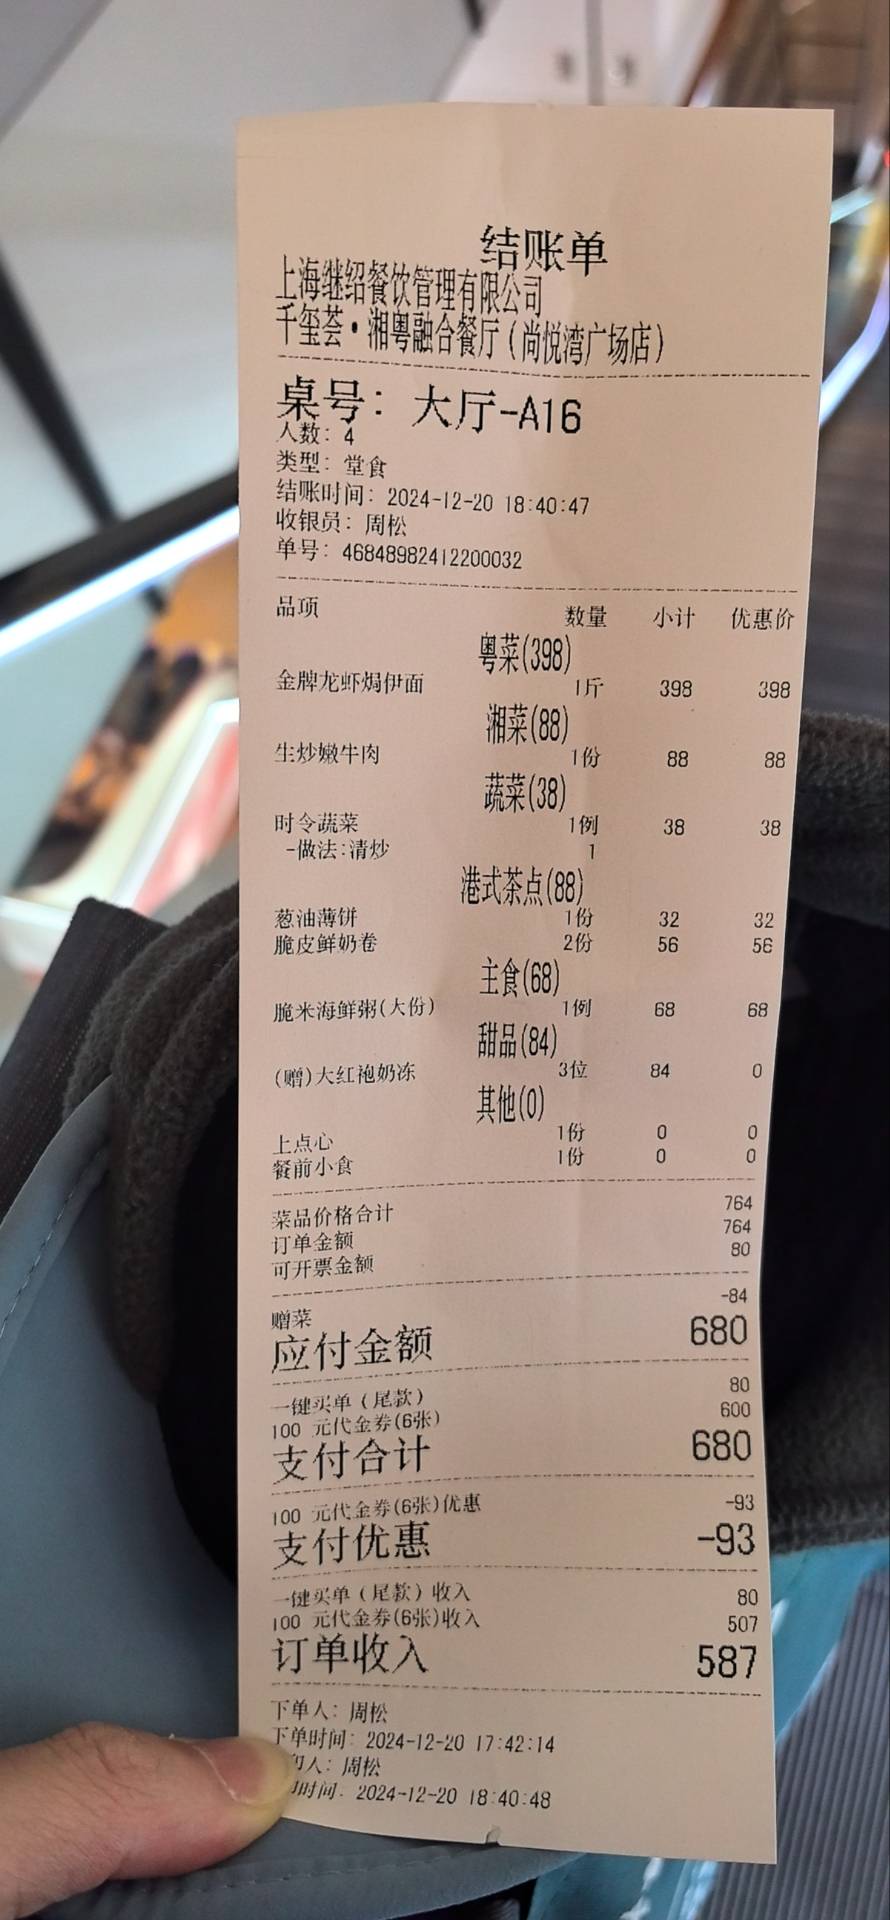 结账单
上海继绍餐饮管理有限公司
千玺荟·湘粤融合餐厅(尚悦湾广场店)
桌号: 大厅-A16
人数: 4
类型: 堂食
结账时间: 2024-12-20 18:40:47
收银员: 周松
单号: 46848982412200032
品项 数量 小计 优惠价
粤菜(398)
金牌龙虾焗伊面 1斤 398 398
湘菜(88)
生炒嫩牛肉 1份 88 88
蔬菜(38)
时令蔬菜 1例 38 38
-做法:清炒 1
港式茶点(88)
葱油薄饼 1份 32 32
脆皮鲜奶卷 2份 56 56
主食(68)
脆米海鲜粥(大份) 1例 68 68
甜品(84)
(赠)大红袍奶冻 3位 84 0
其他(0)
上点心 1份 0 0
餐前小食 1份 0 0
菜品价格合计 764
订单金额 764
可开票金额 80
赠菜 -84
应付金额 680
一键买单(尾款) 80
100 元代金券(6张) 600
支付合计 680
100 元代金券(6张)优惠 -93
支付优惠 -93
一键买单(尾款)收入 80
100 元代金券(6张)收入 507
订单收入 587
下单人: 周松
下单时间: 2024-12-20 17:42:14
印人: 周松
时间: 2024-12-20 18:40:48